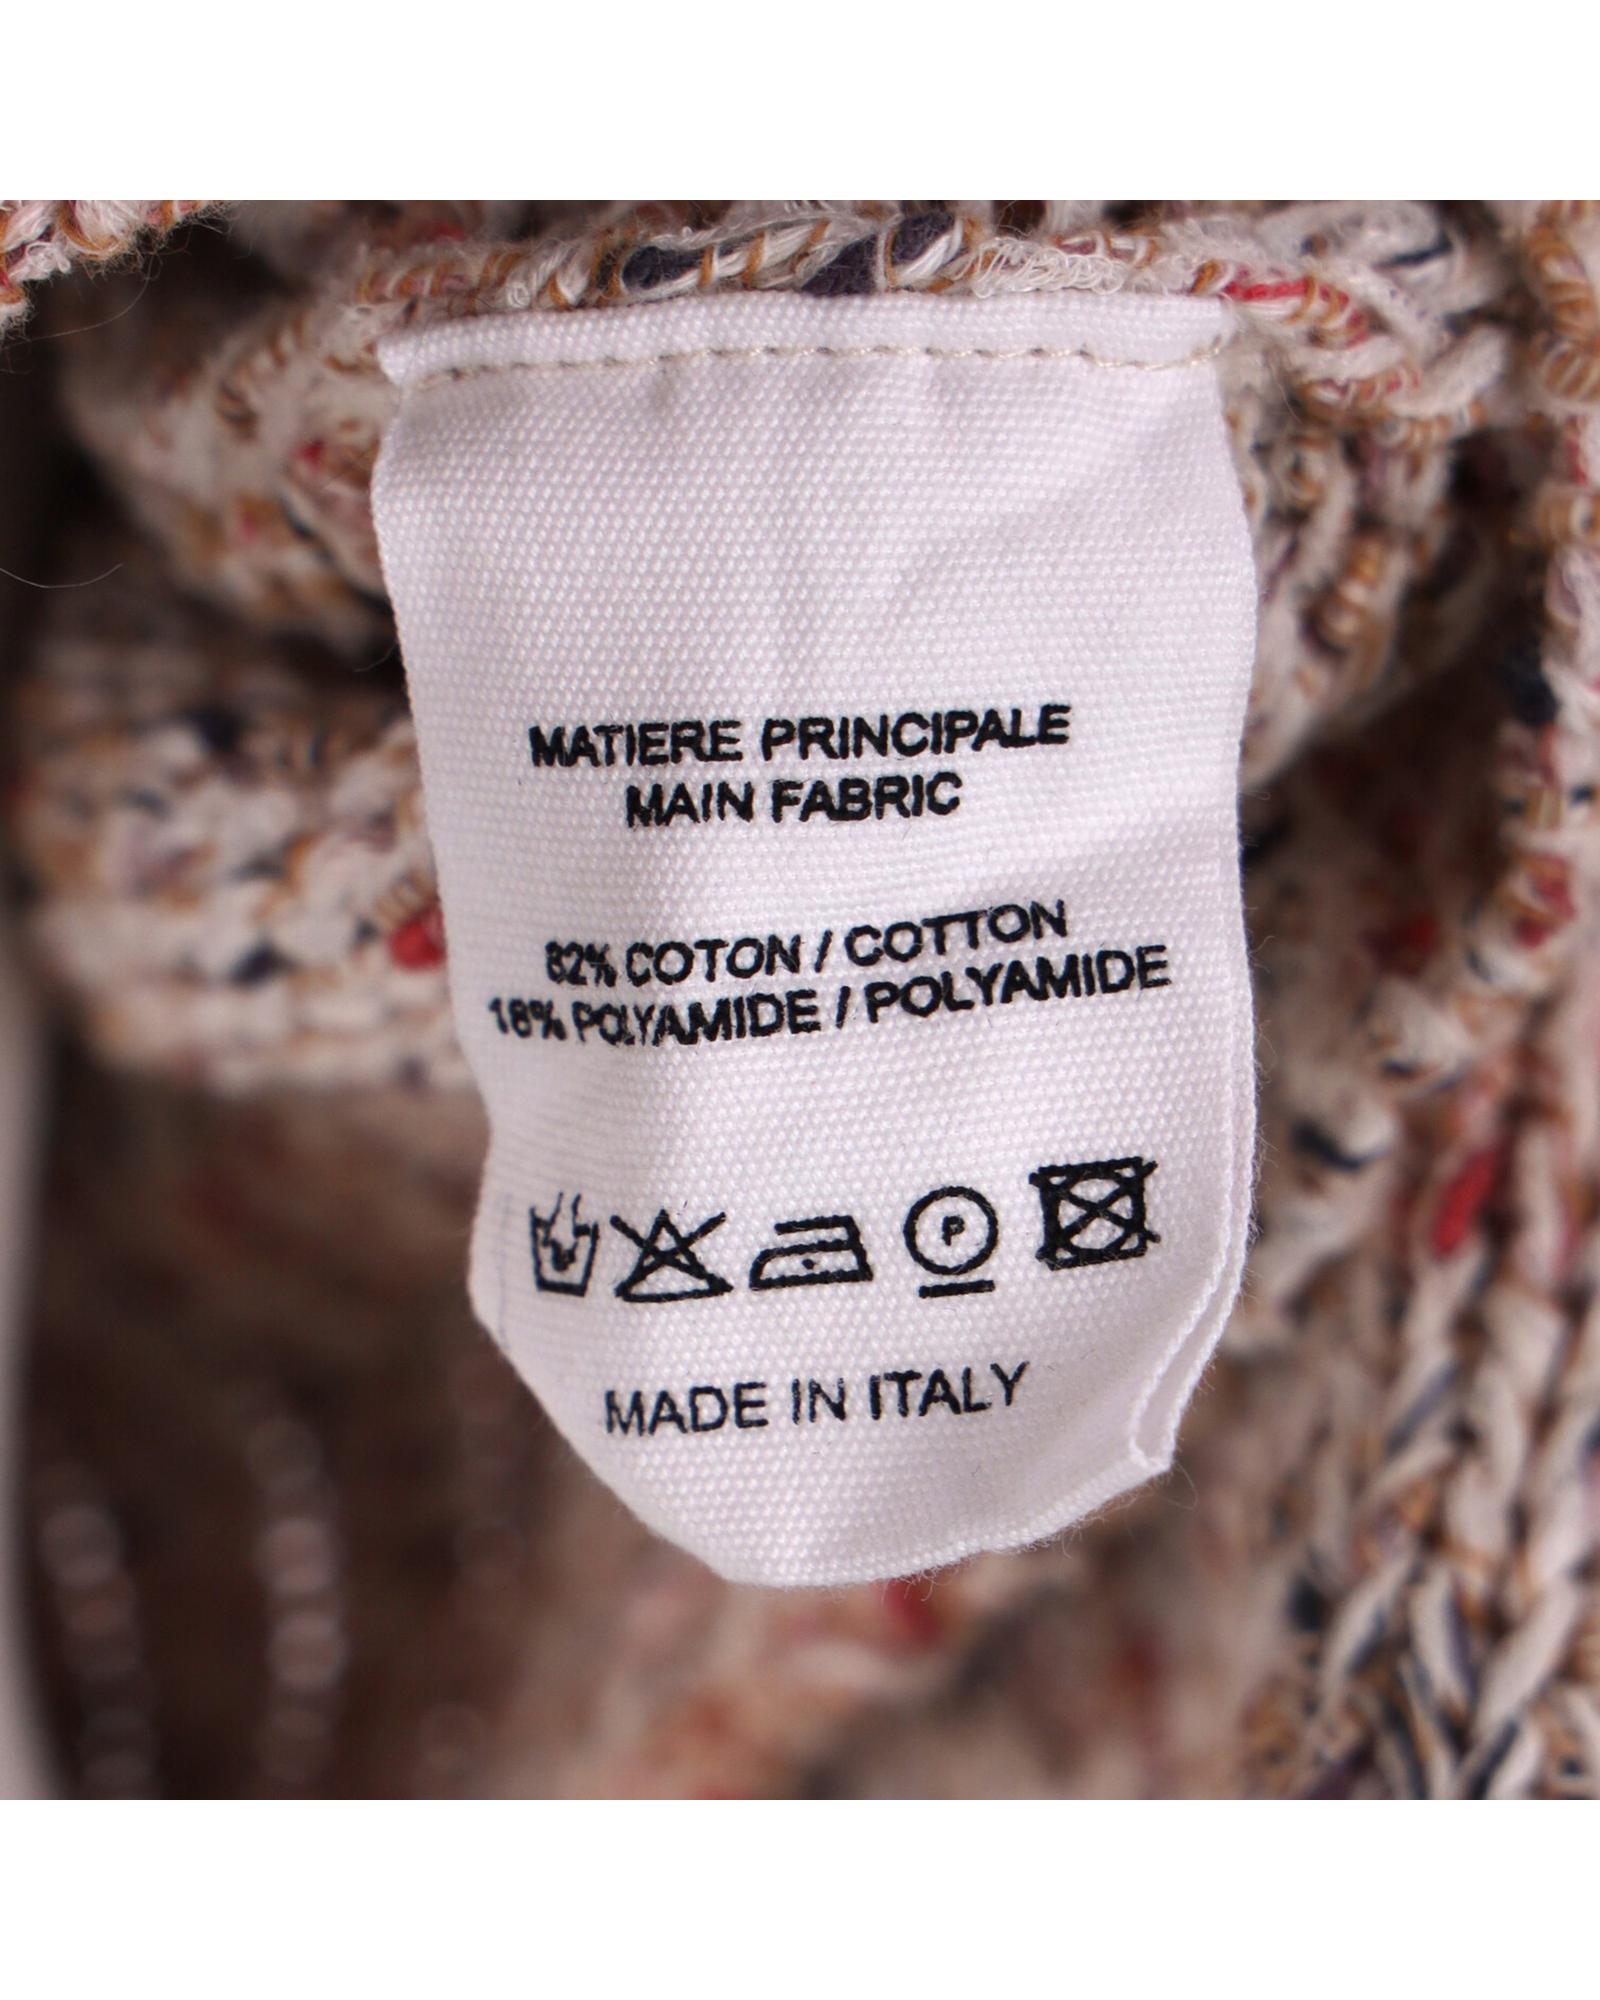 MATIERE PRINCIPALE
MAIN FABRIC
82% COTON / COTTON
18% POLYAMIDE / POLYAMIDE
P
MADE IN ITALY